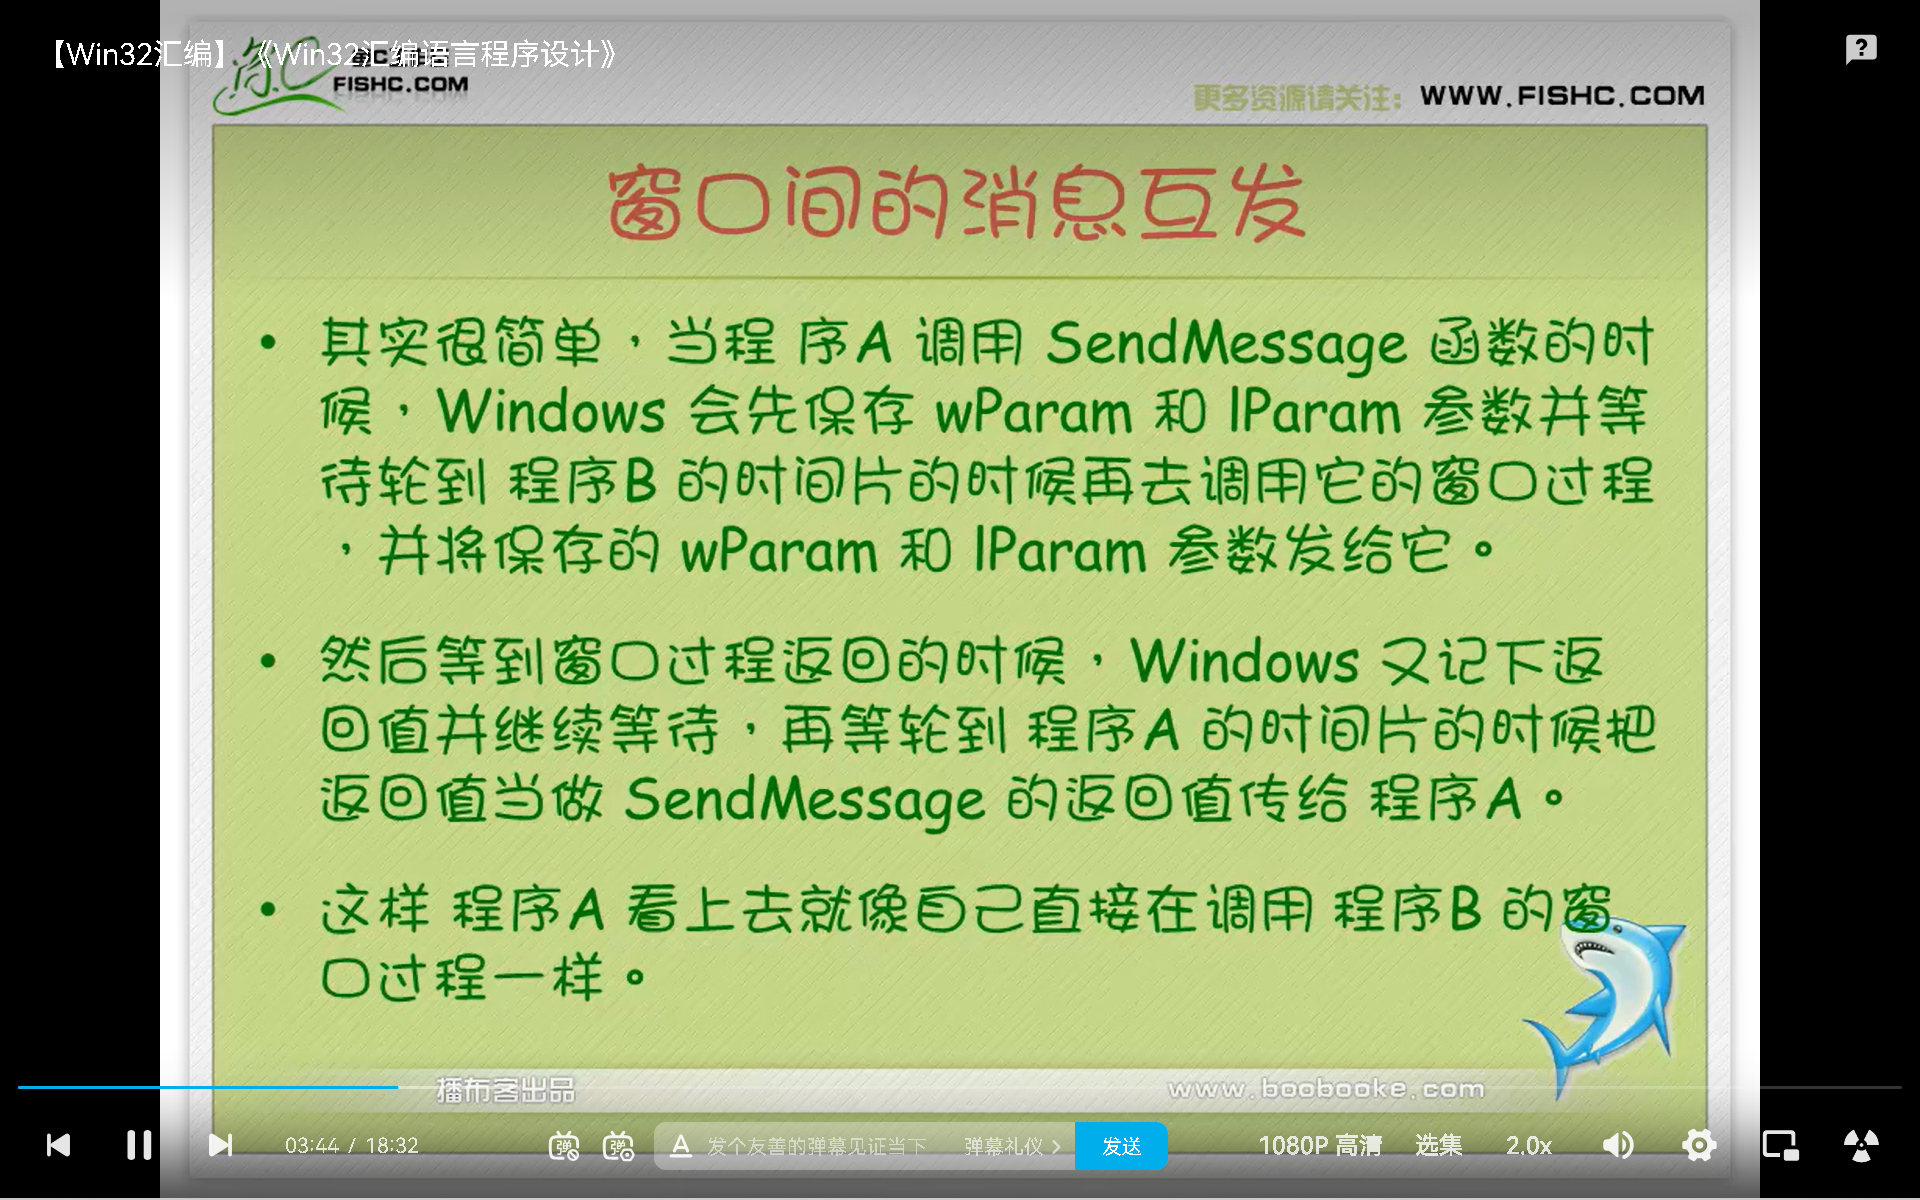 【Win32汇编】《Win32汇编语言程序设计》
FISHC.COM
更多资源请关注：WWW.FISHC.COM
窗口间的消息互发
• 其实很简单，当程 序A 调用 SendMessage 函数的时
候，Windows 会先保存 wParam 和 lParam 参数并等
待轮到 程序B 的时间片的时候再去调用它的窗口过程
，并将保存的 wParam 和 lParam 参数发给它。
• 然后等到窗口过程返回的时候，Windows 又记下返
回值并继续等待，再等轮到 程序A 的时间片的时候把
返回值当做 SendMessage 的返回值传给 程序A。
• 这样 程序A 看上去就像自己直接在调用 程序B 的窗
口过程一样。
播布客出品 www.boobooke.com
03:44 / 18:32 弹 弹 A 发个友善的弹幕见证当下 弹幕礼仪 > 发送 1080P 高清 选集 2.0x